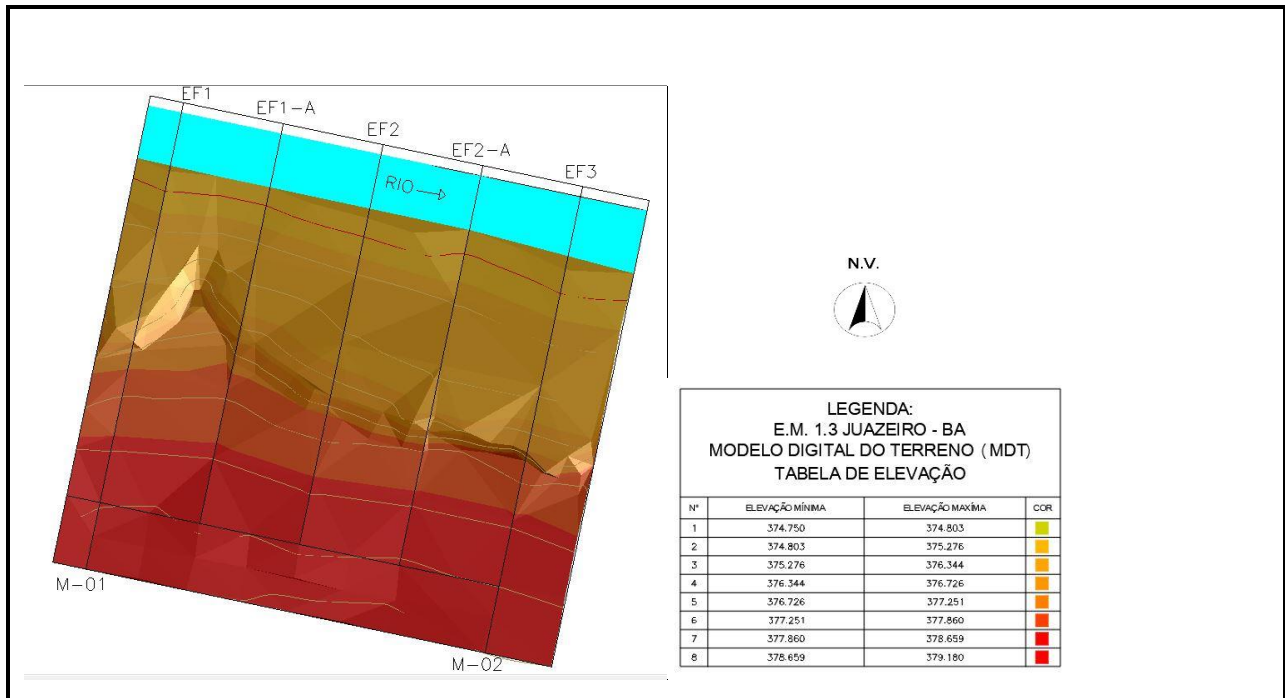 EF1
EF1-A
EF2
EF2-A
EF3
RIO
M-01
M-02
N.V.
LEGENDA:
E.M. 1.3 JUAZEIRO - BA
MODELO DIGITAL DO TERRENO (MDT)
TABELA DE ELEVAÇÃO
N° ELEVAÇÃO MÍNIMA ELEVAÇÃO MAXÍMA COR
1 374.750 374.803
2 374.803 375.276
3 375.276 376.344
4 376.344 376.726
5 376.726 377.251
6 377.251 377.860
7 377.860 378.659
8 378.659 379.180